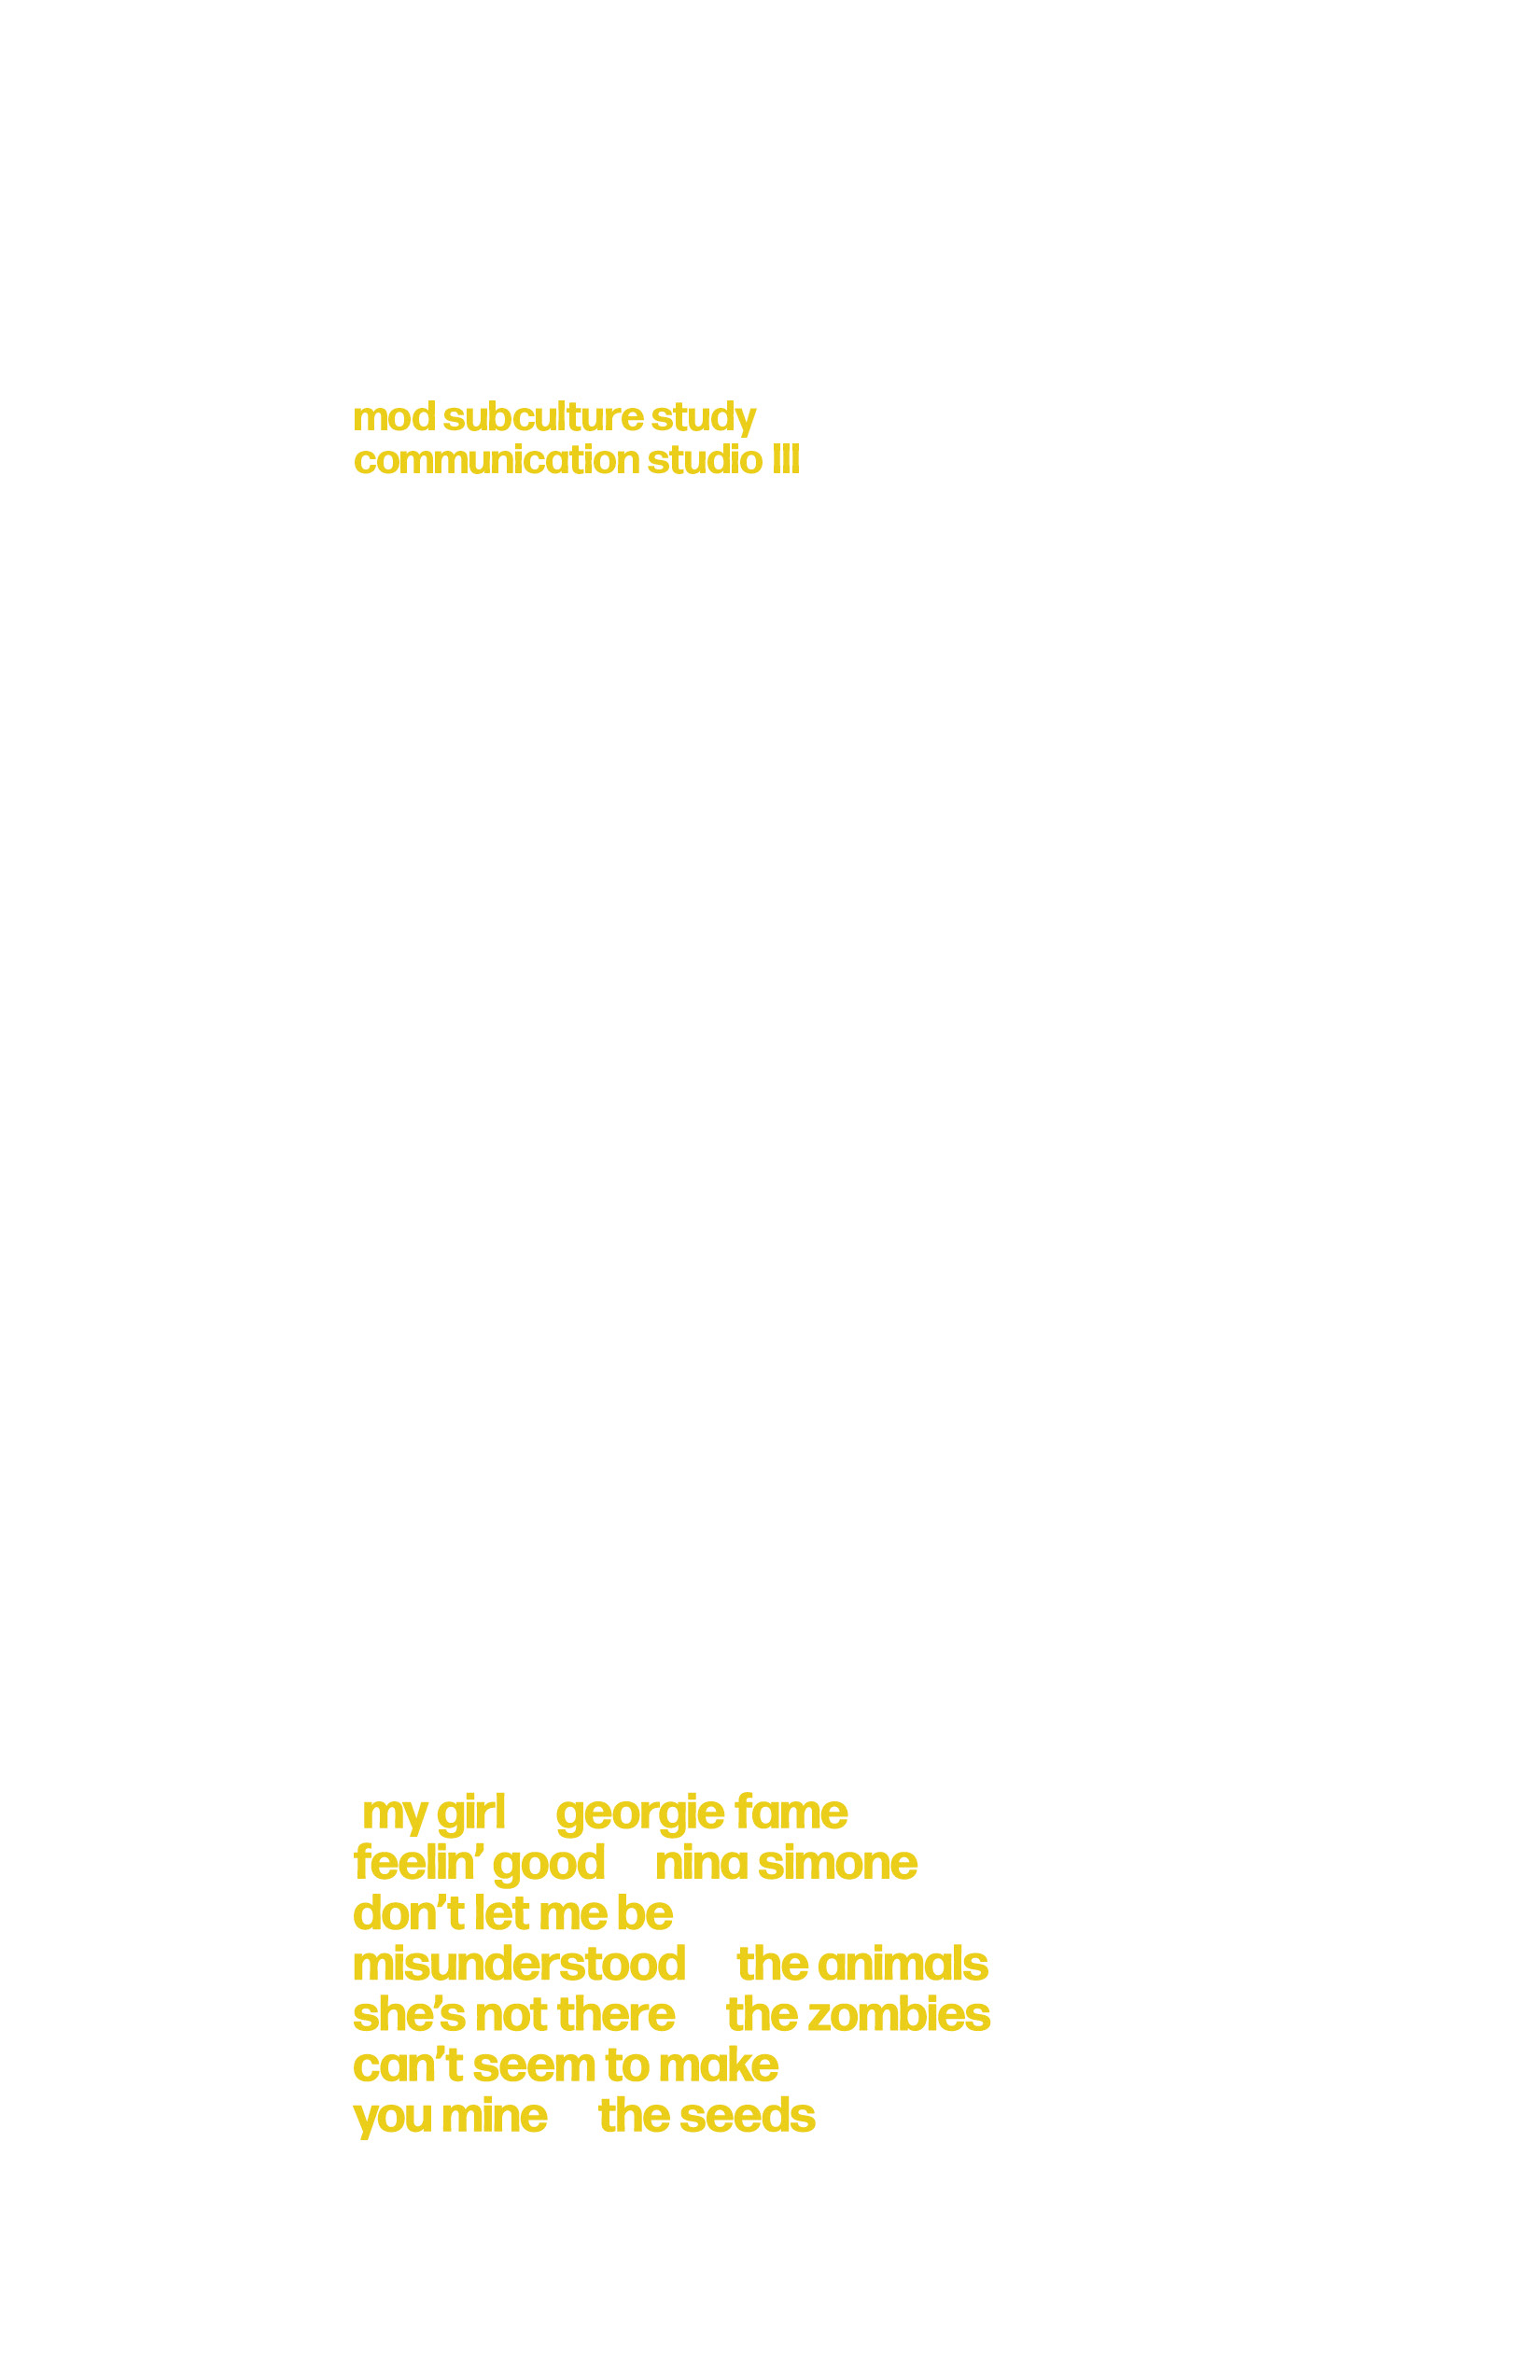 mod subculture study
communication studio III
my girl georgie fame
feelin’ good nina simone
don’t let me be
misunderstood the animals
she’s not there the zombies
can’t seem to make
you mine the seeds